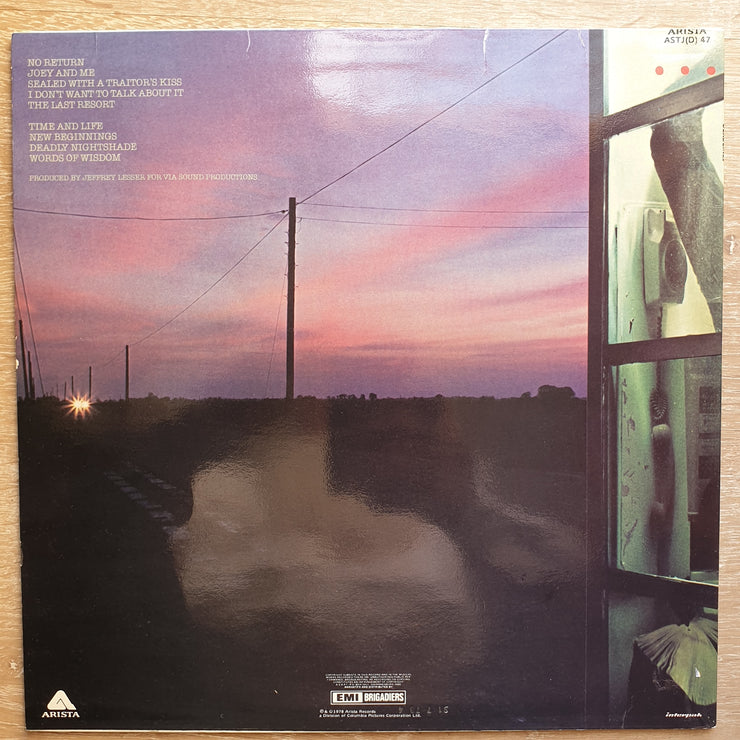 ARISTA
ASTJ(D) 47
NO RETURN
JOEY AND ME
SEALED WITH A TRAITOR'S KISS
I DON'T WANT TO TALK ABOUT IT
THE LAST RESORT
TIME AND LIFE
NEW BEGINNINGS
DEADLY NIGHTSHADE
WORDS OF WISDOM
PRODUCED BY JEFFREY LESSER FOR VIA SOUND PRODUCTIONS
EMI BRIGADIERS
℗ & © 1978 Arista Records
a Division of Columbia Pictures Corporation Ltd.
ARISTA